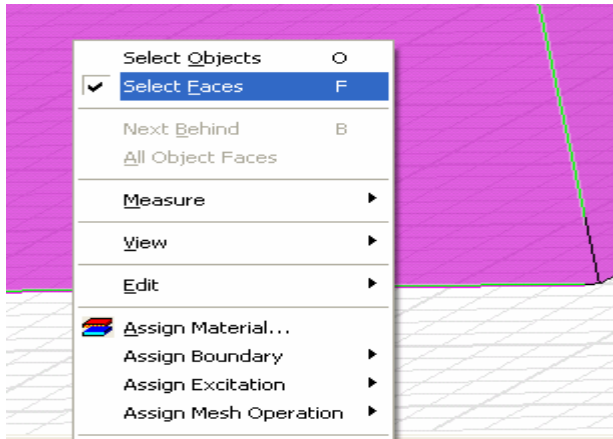 Select Objects O
Select Faces F
Next Behind B
All Object Faces
Measure
View
Edit
Assign Material...
Assign Boundary
Assign Excitation
Assign Mesh Operation